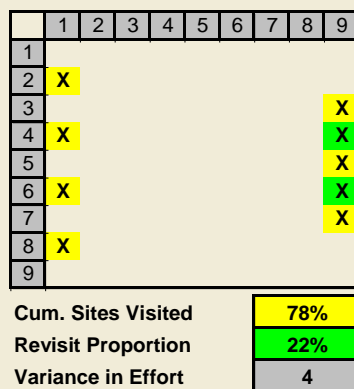 1 2 3 4 5 6 7 8 9
1
2 X
3 X
4 X X
5 X
6 X X
7 X
8 X
9
Cum. Sites Visited 78%
Revisit Proportion 22%
Variance in Effort 4